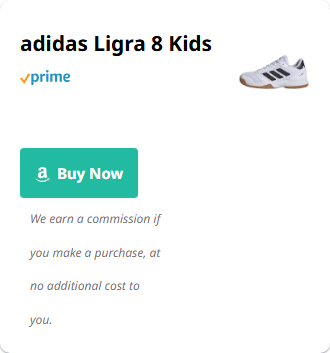 adidas Ligra 8 Kids
prime
Buy Now
We earn a commission if
you make a purchase, at
no additional cost to
you.